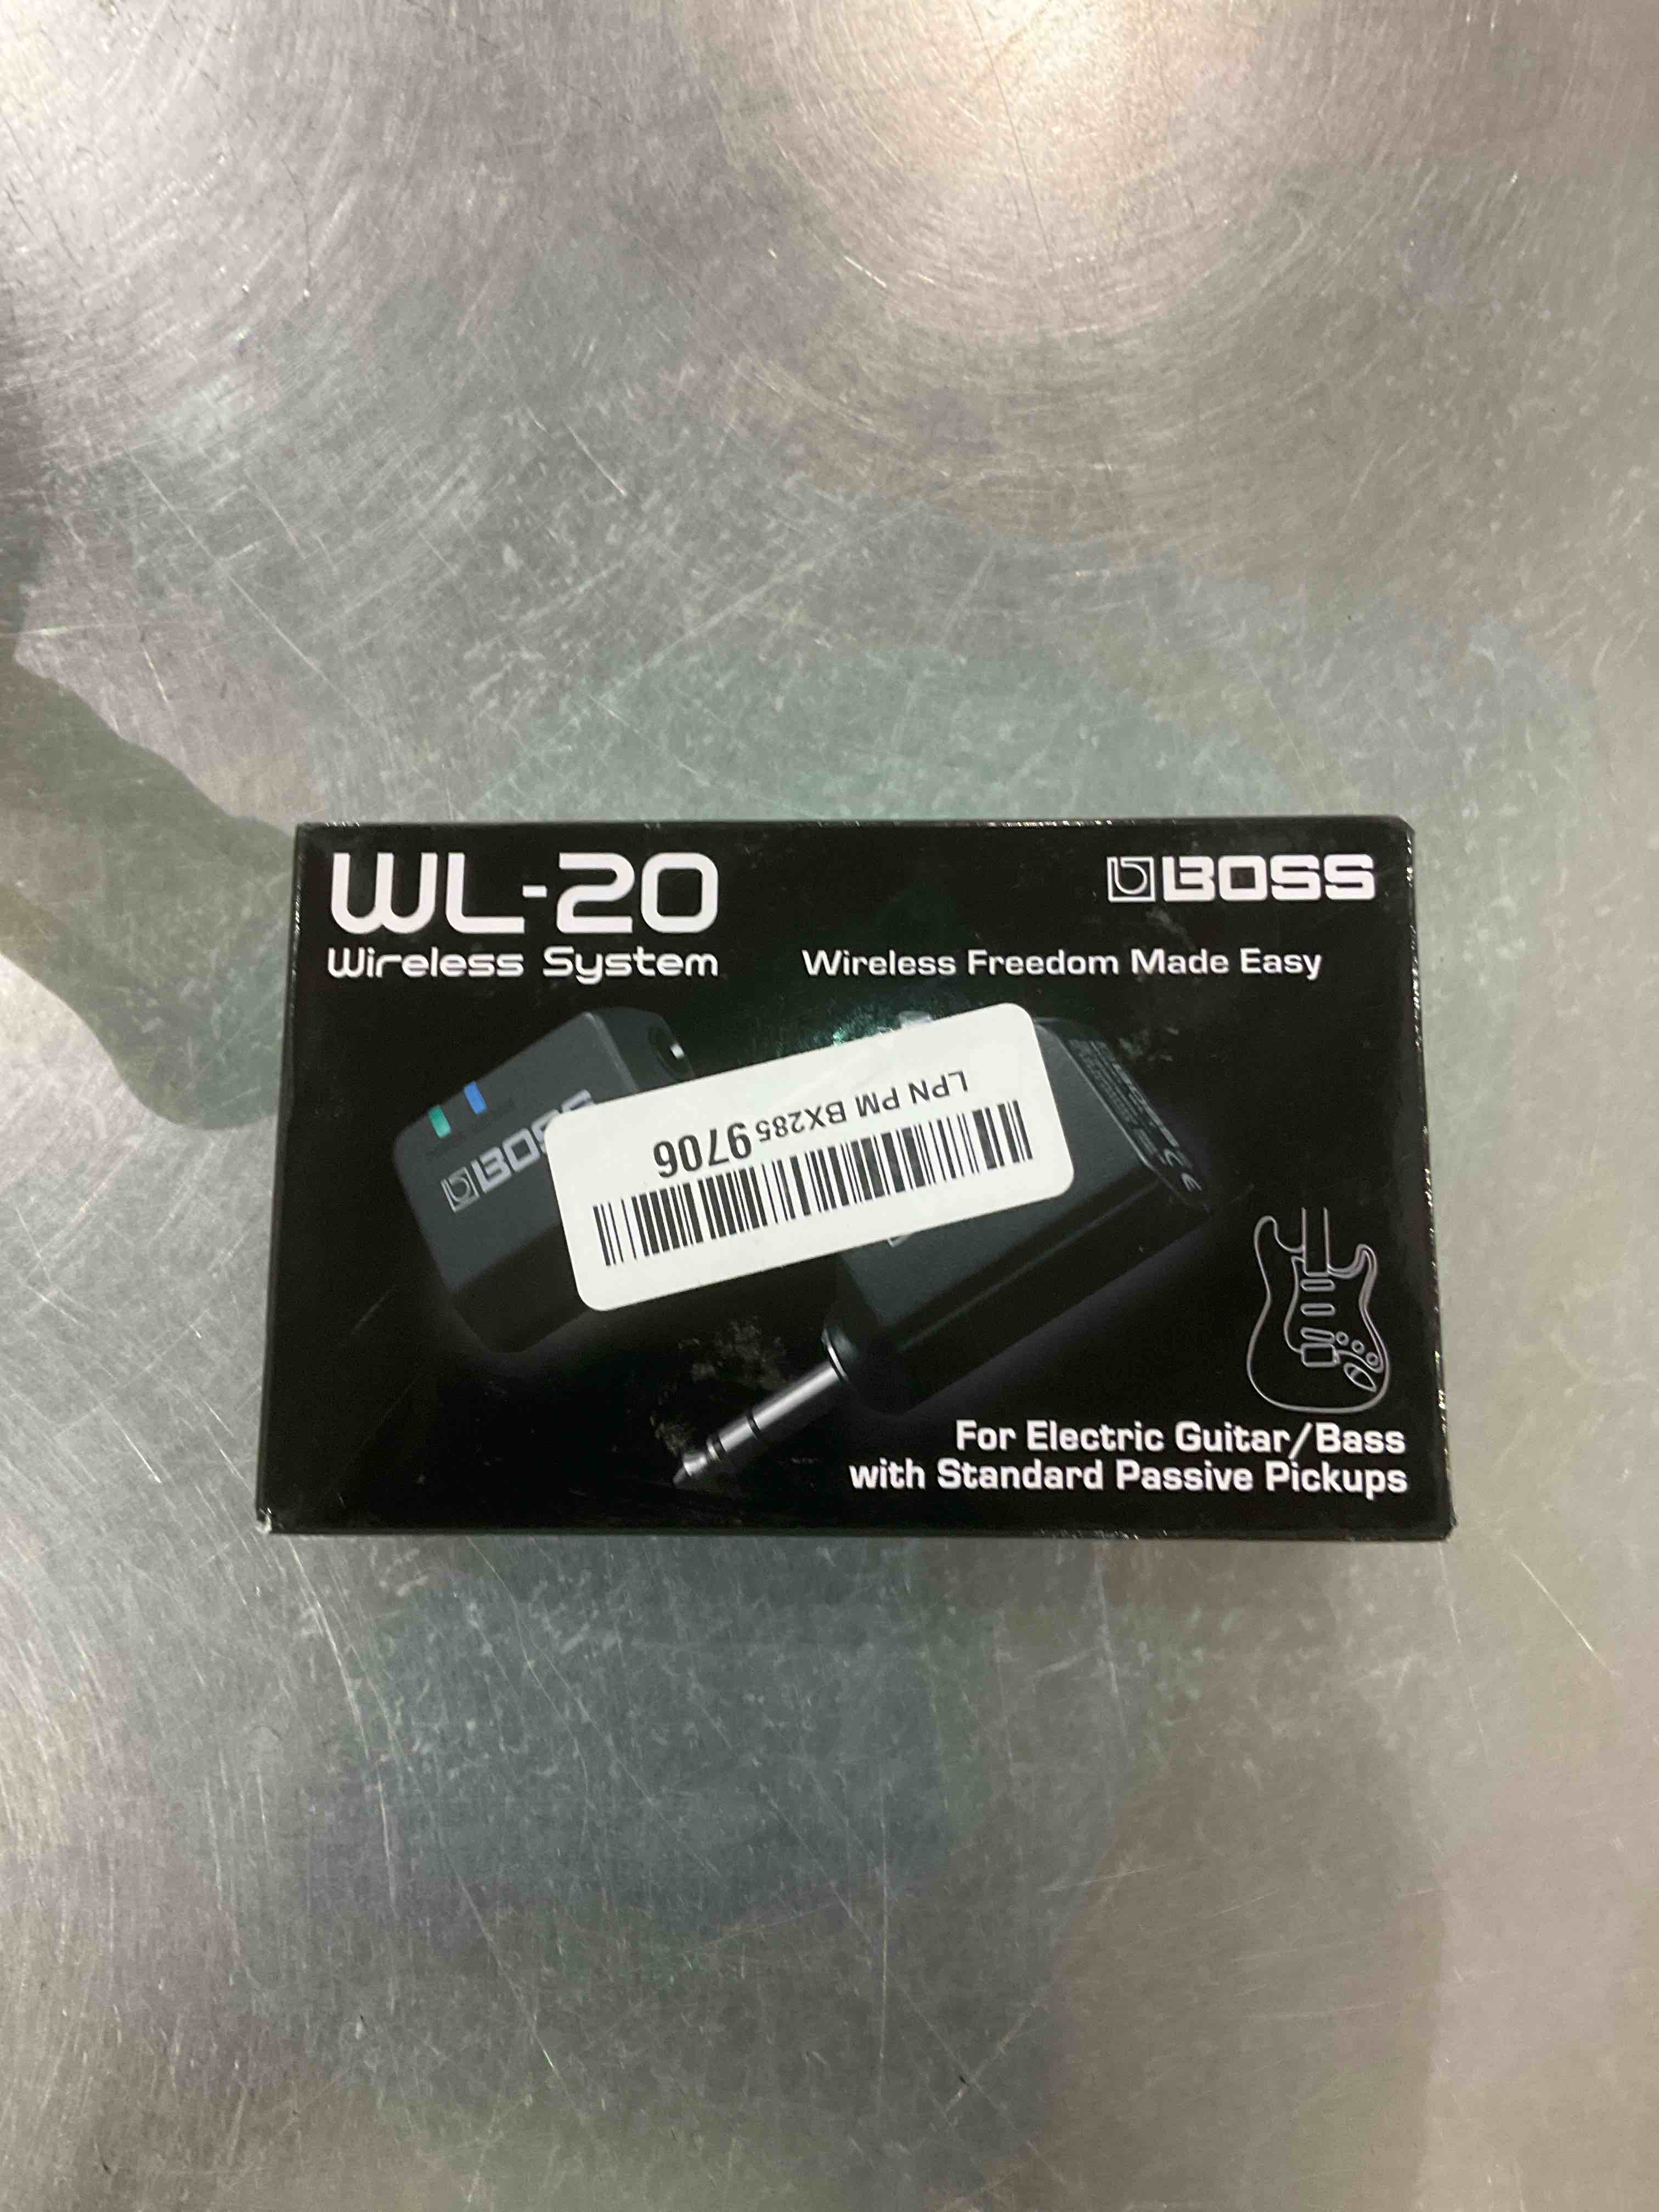 WL-20
BOSS
Wireless System
Wireless Freedom Made Easy
BOSS
LPN PM BX285 9706
For Electric Guitar/Bass
with Standard Passive Pickups